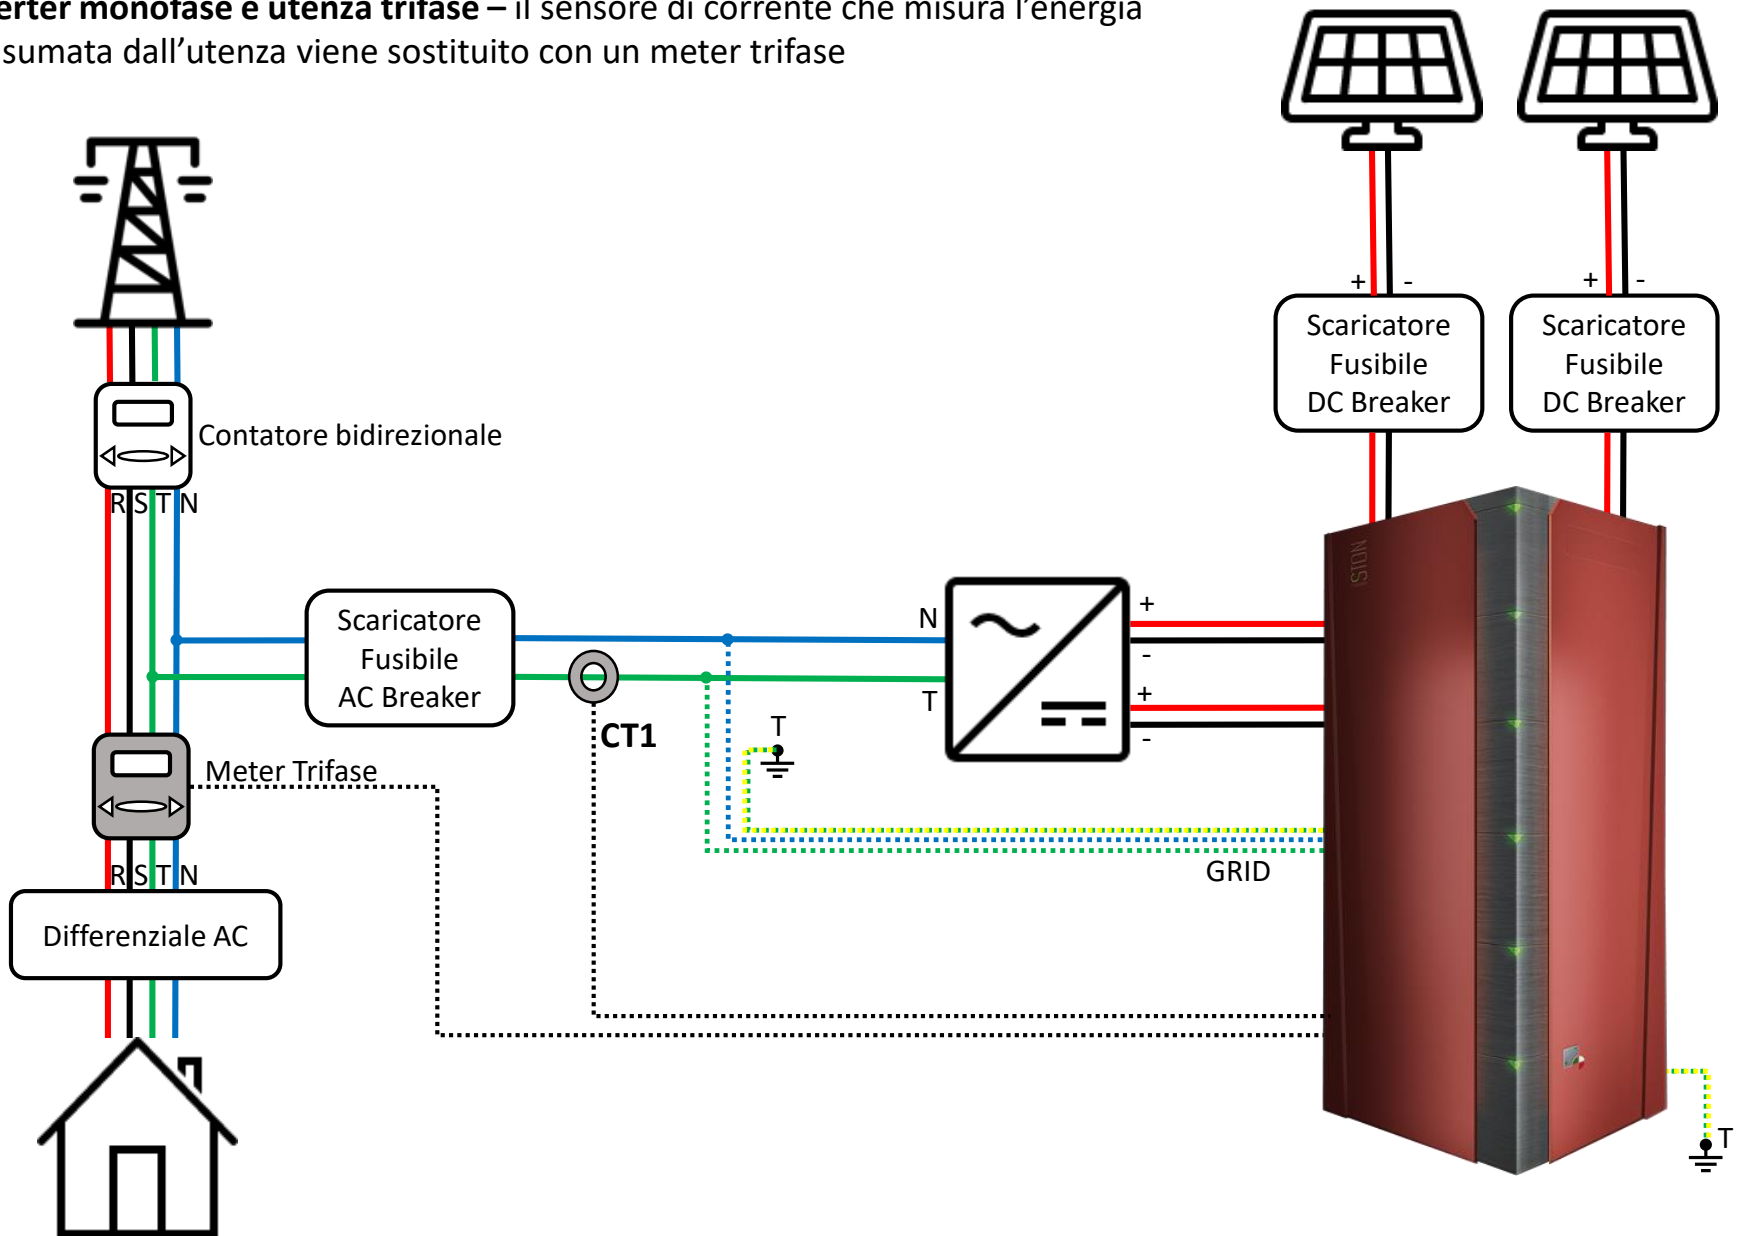 erter monofase e utenza trifase – il sensore di corrente che misura l'energia
sumata dall'utenza viene sostituito con un meter trifase
+ -
+ -
Scaricatore
Fusibile
DC Breaker
Scaricatore
Fusibile
DC Breaker
Contatore bidirezionale
R S T N
Scaricatore
Fusibile
AC Breaker
N
T
+
-
+
-
CT1
T
Meter Trifase
GRID
R S T N
Differenziale AC
T